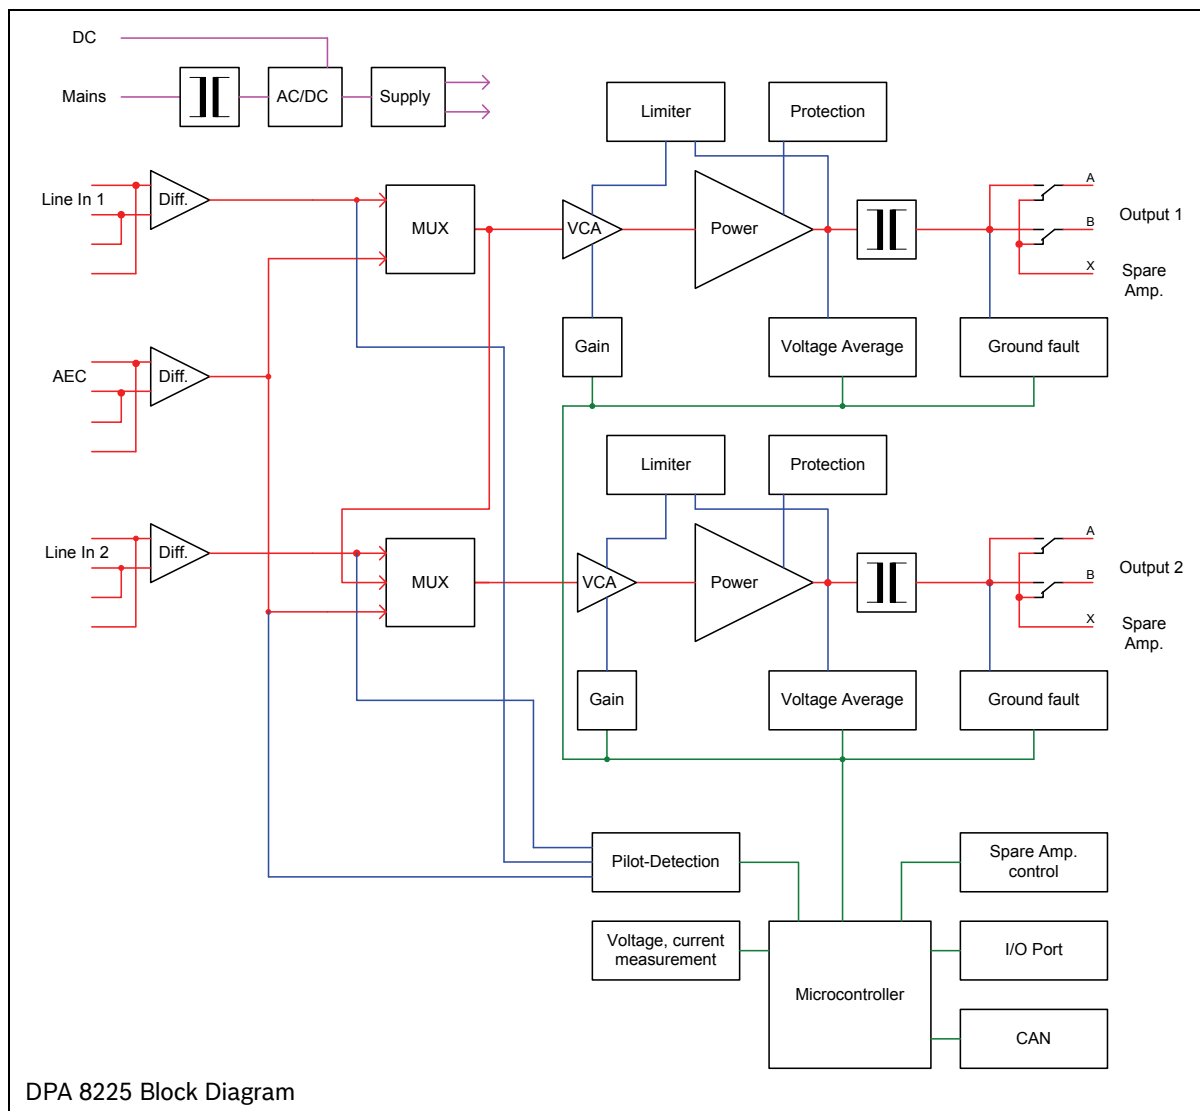 DC
Mains
AC/DC
Supply
Limiter
Protection
Line In 1
Diff.
MUX
VCA
Power
A
B
X
Output 1
Spare
Amp.
Gain
Voltage Average
Ground fault
AEC
Diff.
Limiter
Protection
Line In 2
Diff.
MUX
VCA
Power
A
B
X
Output 2
Spare
Amp.
Gain
Voltage Average
Ground fault
Pilot-Detection
Spare Amp.
control
Voltage, current
measurement
Microcontroller
I/O Port
CAN
DPA 8225 Block Diagram